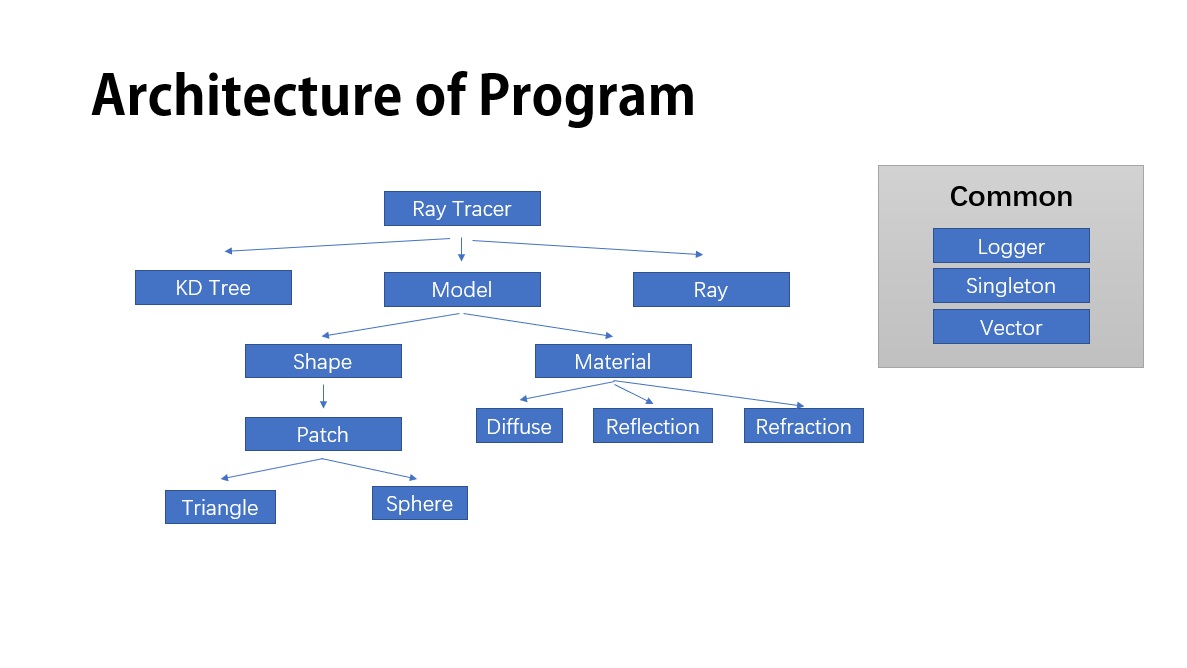 Architecture of Program
Ray Tracer
KD Tree
Model
Ray
Shape
Material
Patch
Diffuse
Reflection
Refraction
Triangle
Sphere
Common
Logger
Singleton
Vector